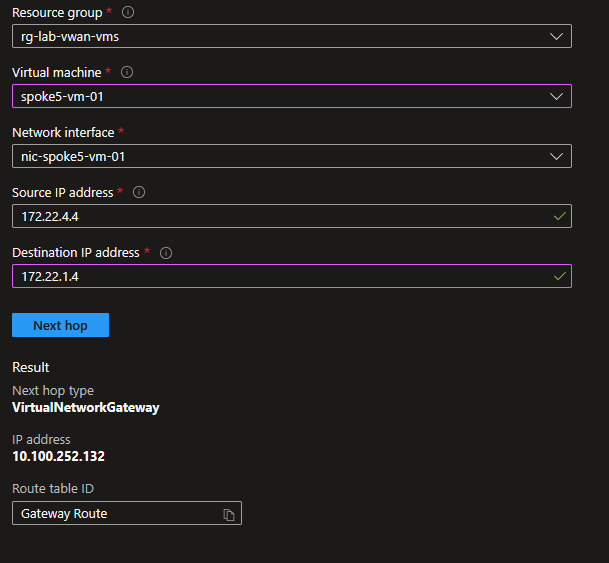 Resource group *
rg-lab-vwan-vms
Virtual machine *
spoke5-vm-01
Network interface *
nic-spoke5-vm-01
Source IP address *
172.22.4.4
Destination IP address *
172.22.1.4
Next hop
Result
Next hop type
VirtualNetworkGateway
IP address
10.100.252.132
Route table ID
Gateway Route